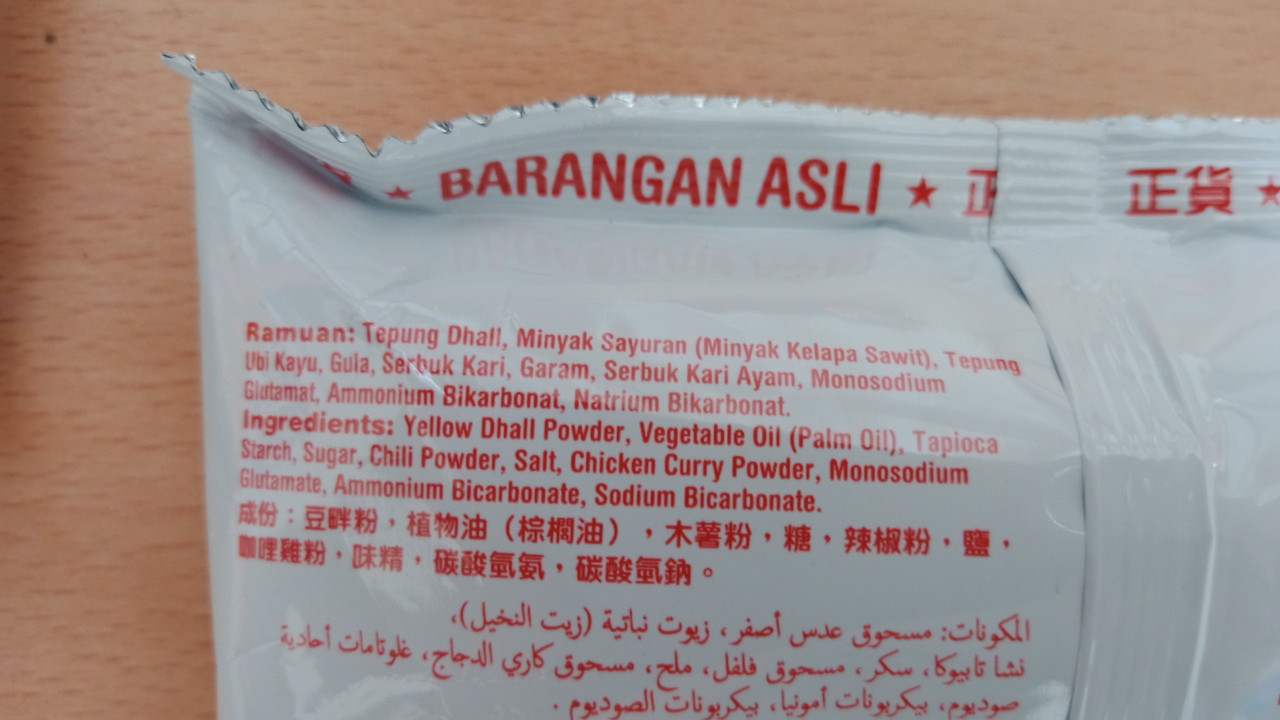 ★ BARANGAN ASLI ★ 正 正貨 ★
Ramuan: Tepung Dhall, Minyak Sayuran (Minyak Kelapa Sawit), Tepung
Ubi Kayu, Gula, Serbuk Kari, Garam, Serbuk Kari Ayam, Monosodium
Glutamat, Ammonium Bikarbonat, Natrium Bikarbonat.
Ingredients: Yellow Dhall Powder, Vegetable Oil (Palm Oil), Tapioca
Starch, Sugar, Chili Powder, Salt, Chicken Curry Powder, Monosodium
Glutamate, Ammonium Bicarbonate, Sodium Bicarbonate.
成份：豆畔粉，植物油（棕櫚油），木薯粉，糖，辣椒粉，鹽，
咖哩雞粉，味精，碳酸氫氨，碳酸氫鈉。
المكونات: مسحوق عدس أصفر، زيوت نباتية (زيت النخيل)،
نشا تابيوكا، سكر، مسحوق فلفل، ملح، مسحوق كاري الدجاج، غلوتامات أحادية
صوديوم، بيكربونات أمونيا، بيكربونات الصوديوم .